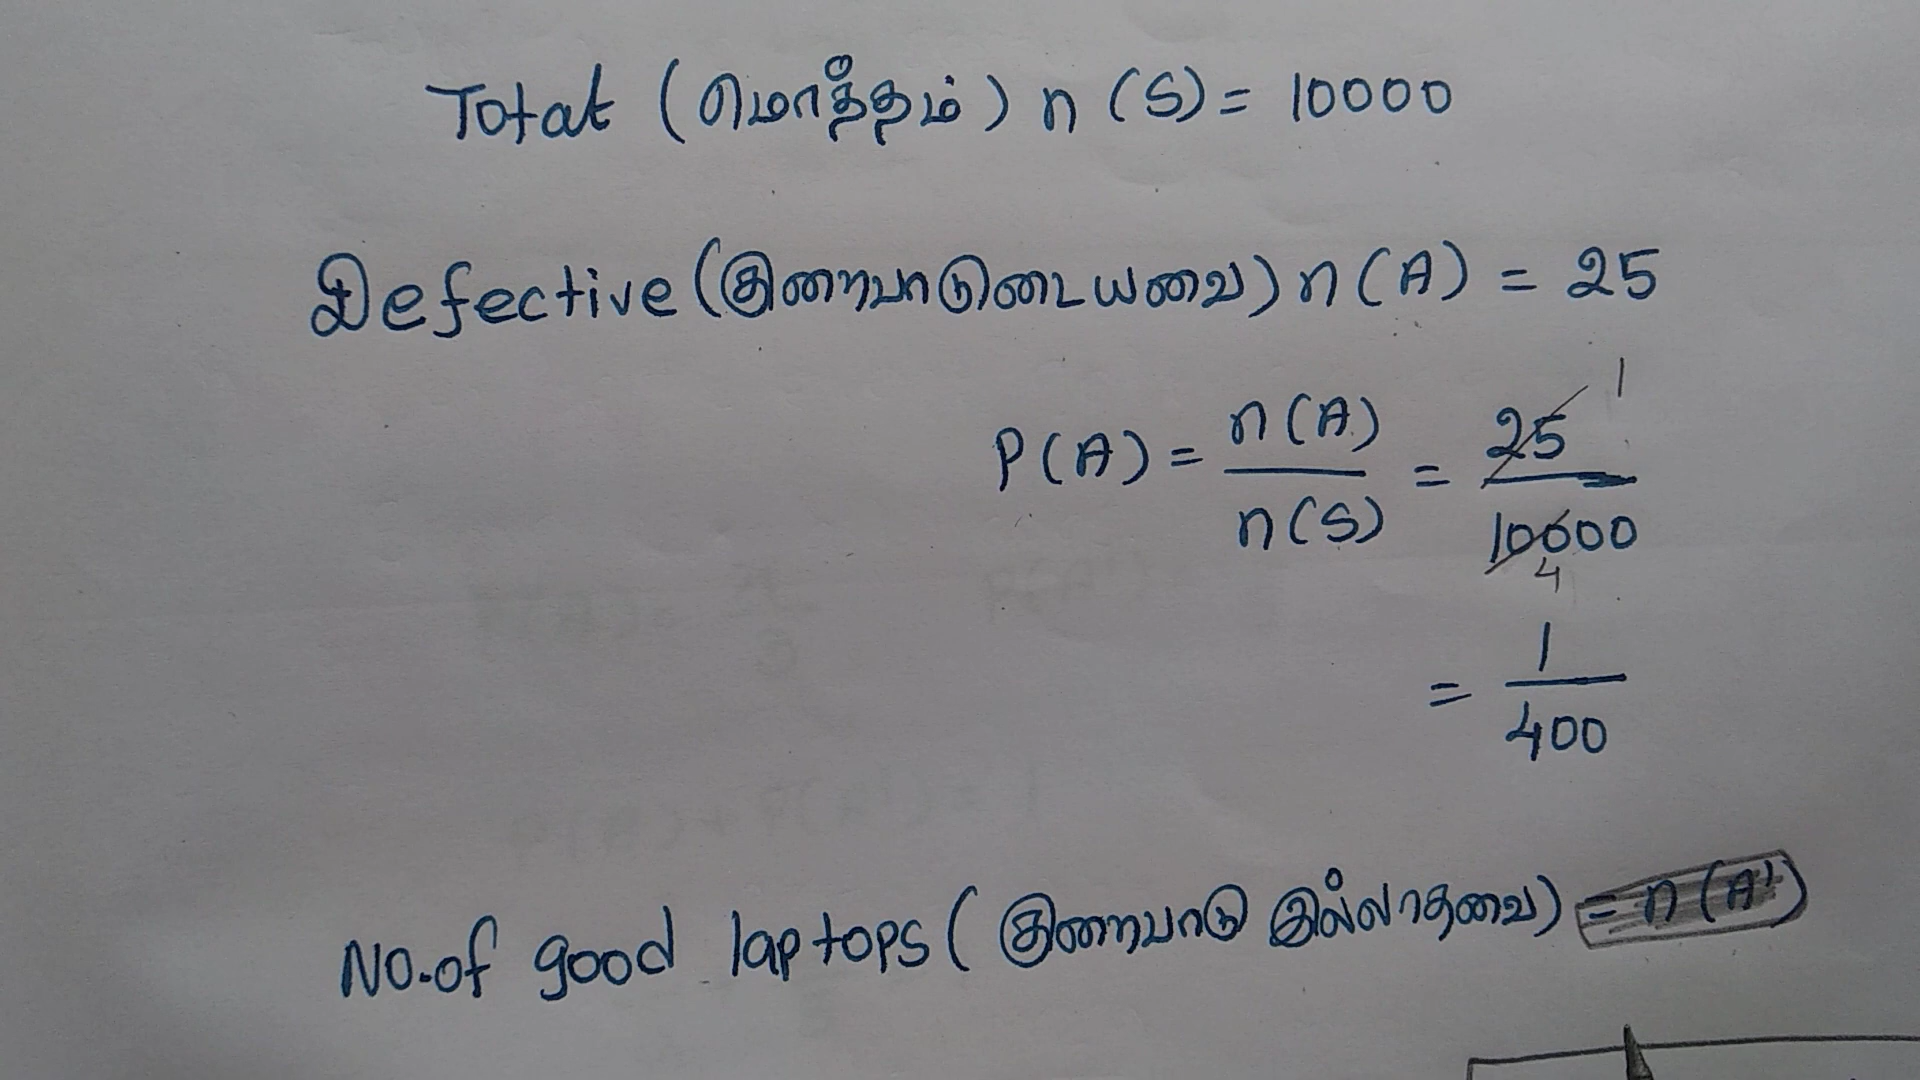 Total (மொத்தம்) n (S) = 10000
Defective (குறைபாடுடையவை) n (A) = 25
P(A) = n(A) / n(S) = 25 / 10000
1
4
= 1 / 400
No. of good laptops (குறைபாடு இல்லாதவை) = n (A')